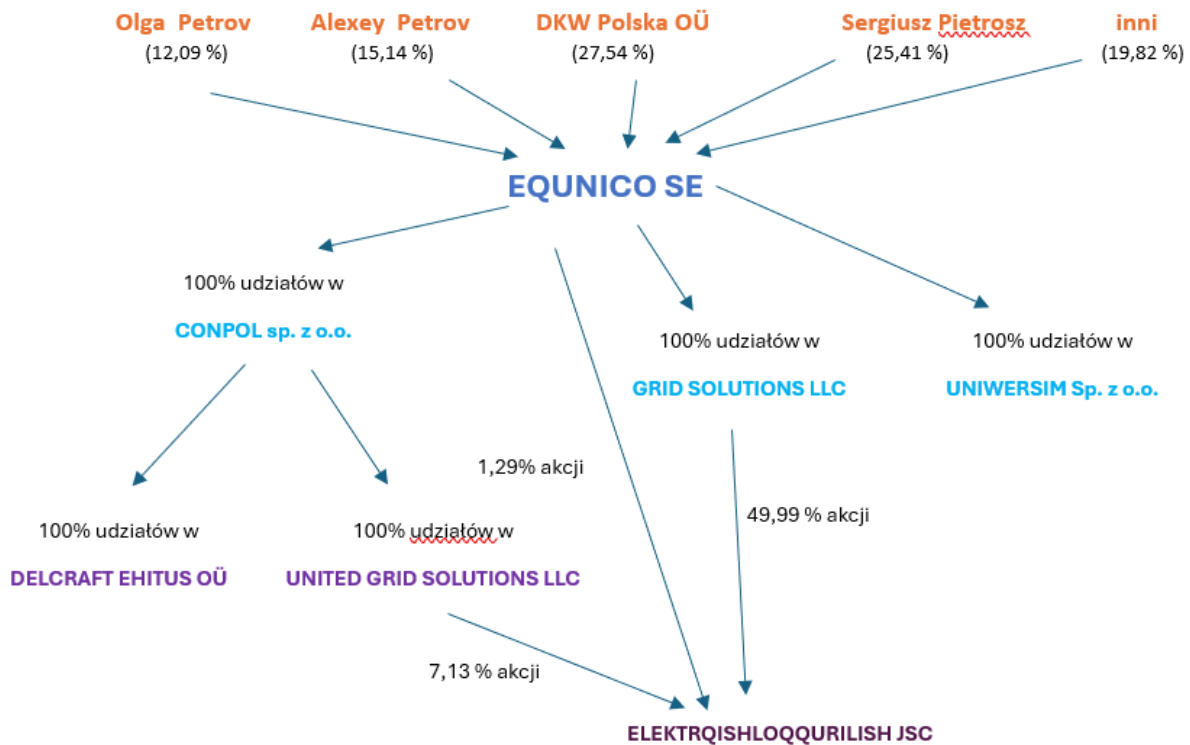 Olga Petrov
(12,09 %)
Alexey Petrov
(15,14 %)
DKW Polska OÜ
(27,54 %)
Sergiusz Pietrosz
(25,41 %)
inni
(19,82 %)
EQUNICO SE
100% udziałów w
CONPOL sp. z o.o.
100% udziałów w
GRID SOLUTIONS LLC
100% udziałów w
UNIWERSIM Sp. z o.o.
1,29% akcji
49,99 % akcji
100% udziałów w
DELCRAFT EHITUS OÜ
100% udziałów w
UNITED GRID SOLUTIONS LLC
7,13 % akcji
ELEKTRQISHLOQQURILISH JSC